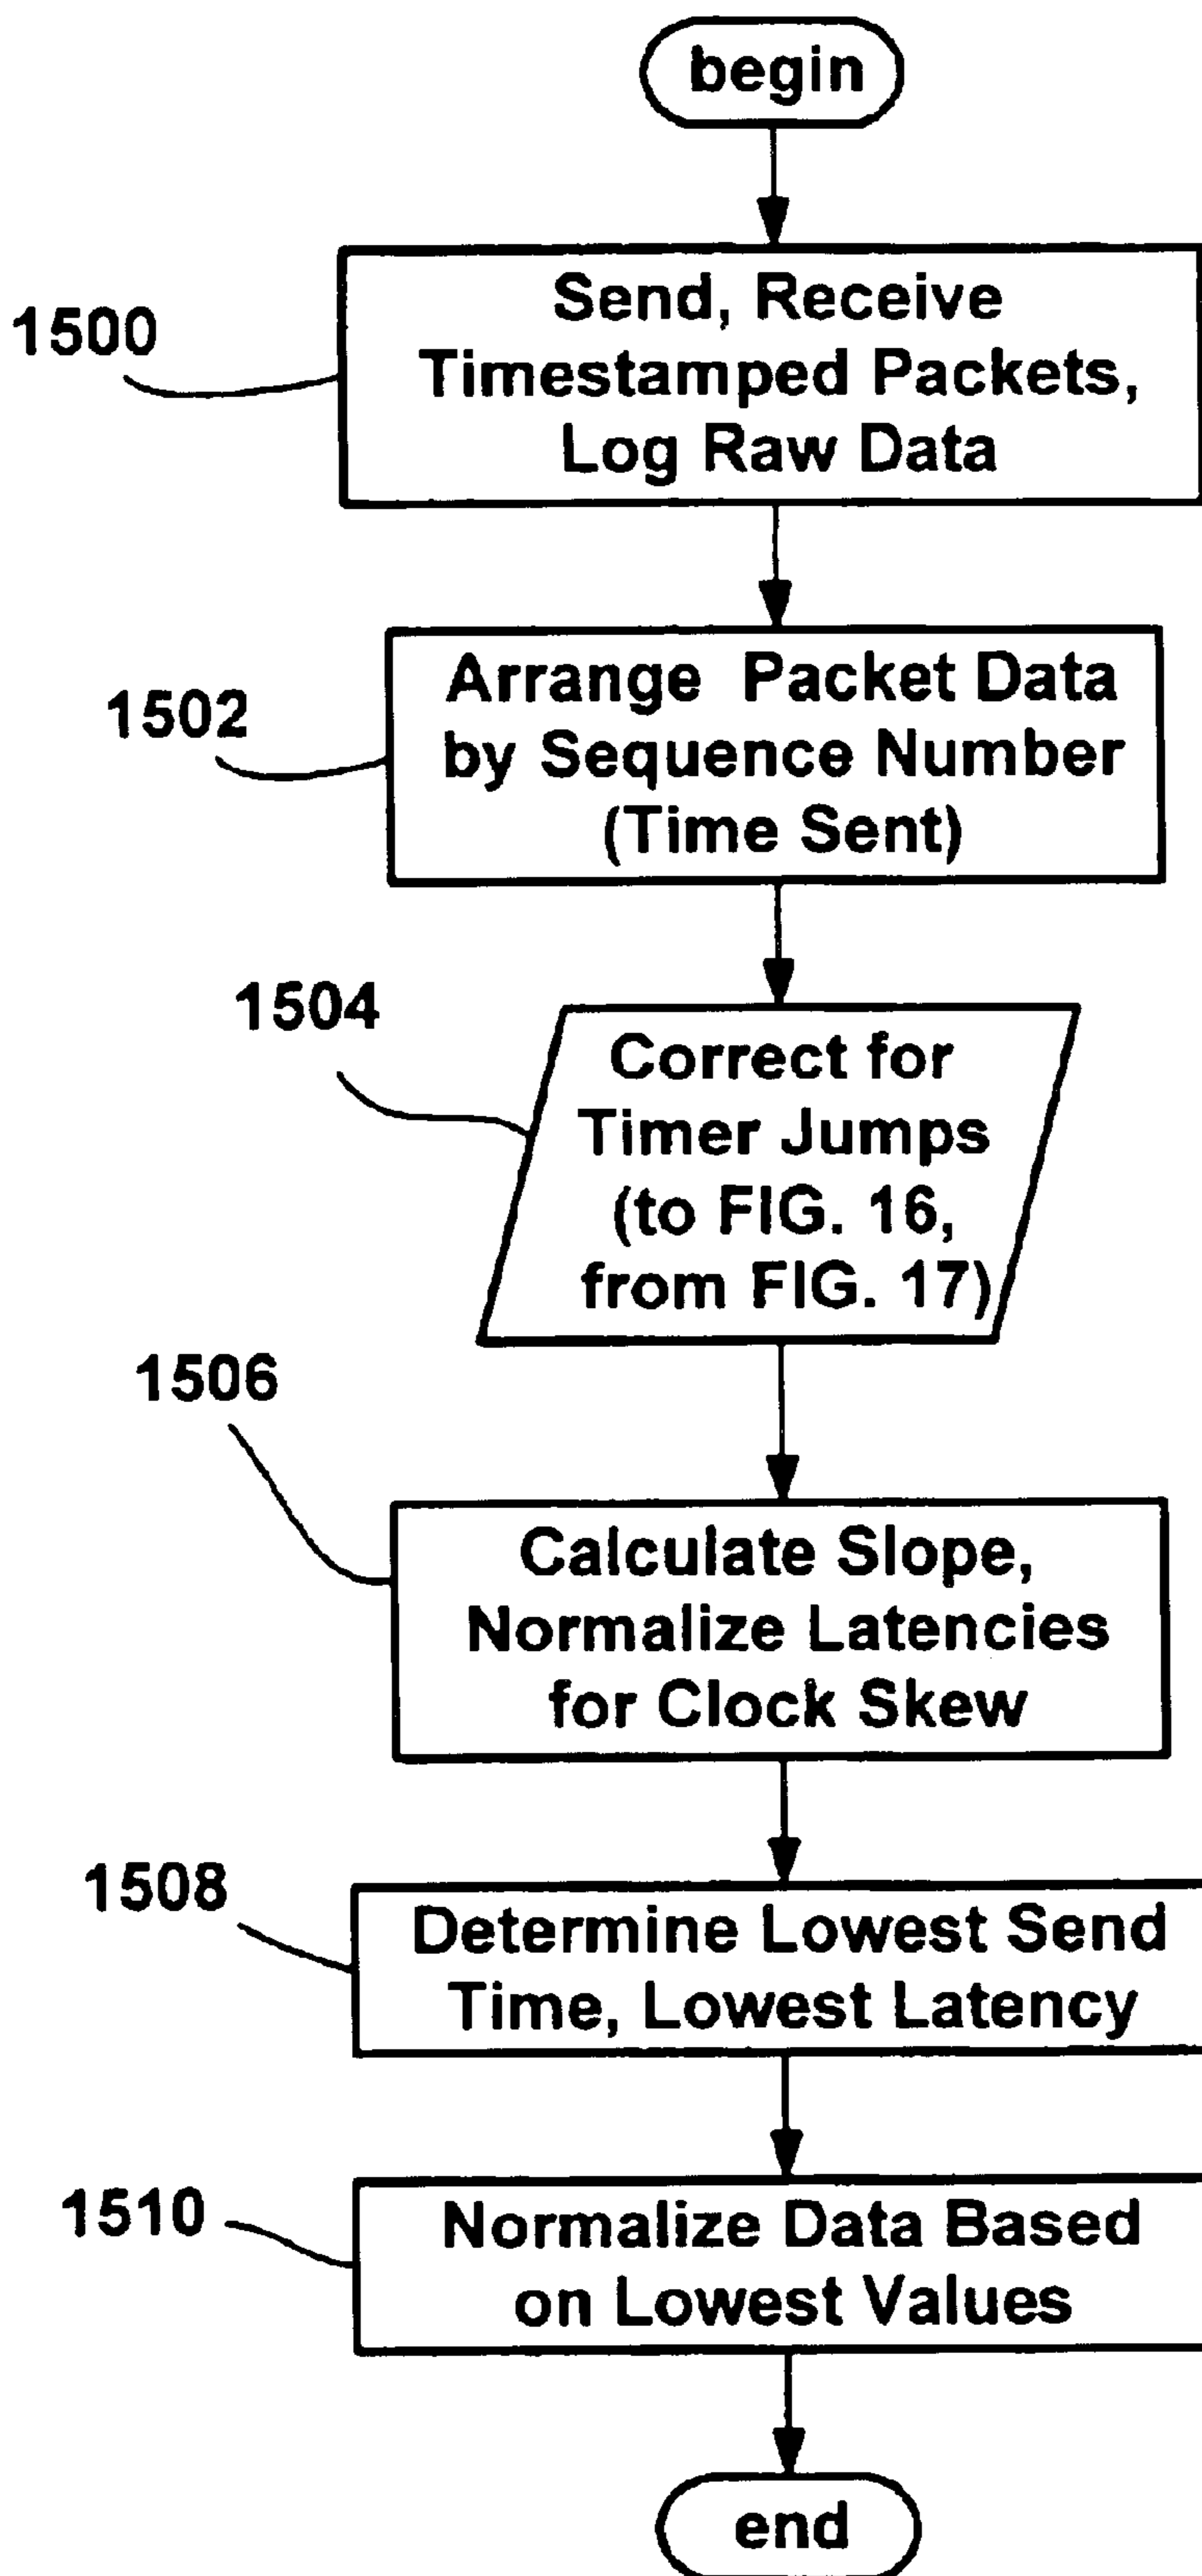 begin
1500
Send, Receive
Timestamped Packets,
Log Raw Data
1502
Arrange Packet Data
by Sequence Number
(Time Sent)
1504
Correct for
Timer Jumps
(to FIG. 16,
from FIG. 17)
1506
Calculate Slope,
Normalize Latencies
for Clock Skew
1508
Determine Lowest Send
Time, Lowest Latency
1510
Normalize Data Based
on Lowest Values
end